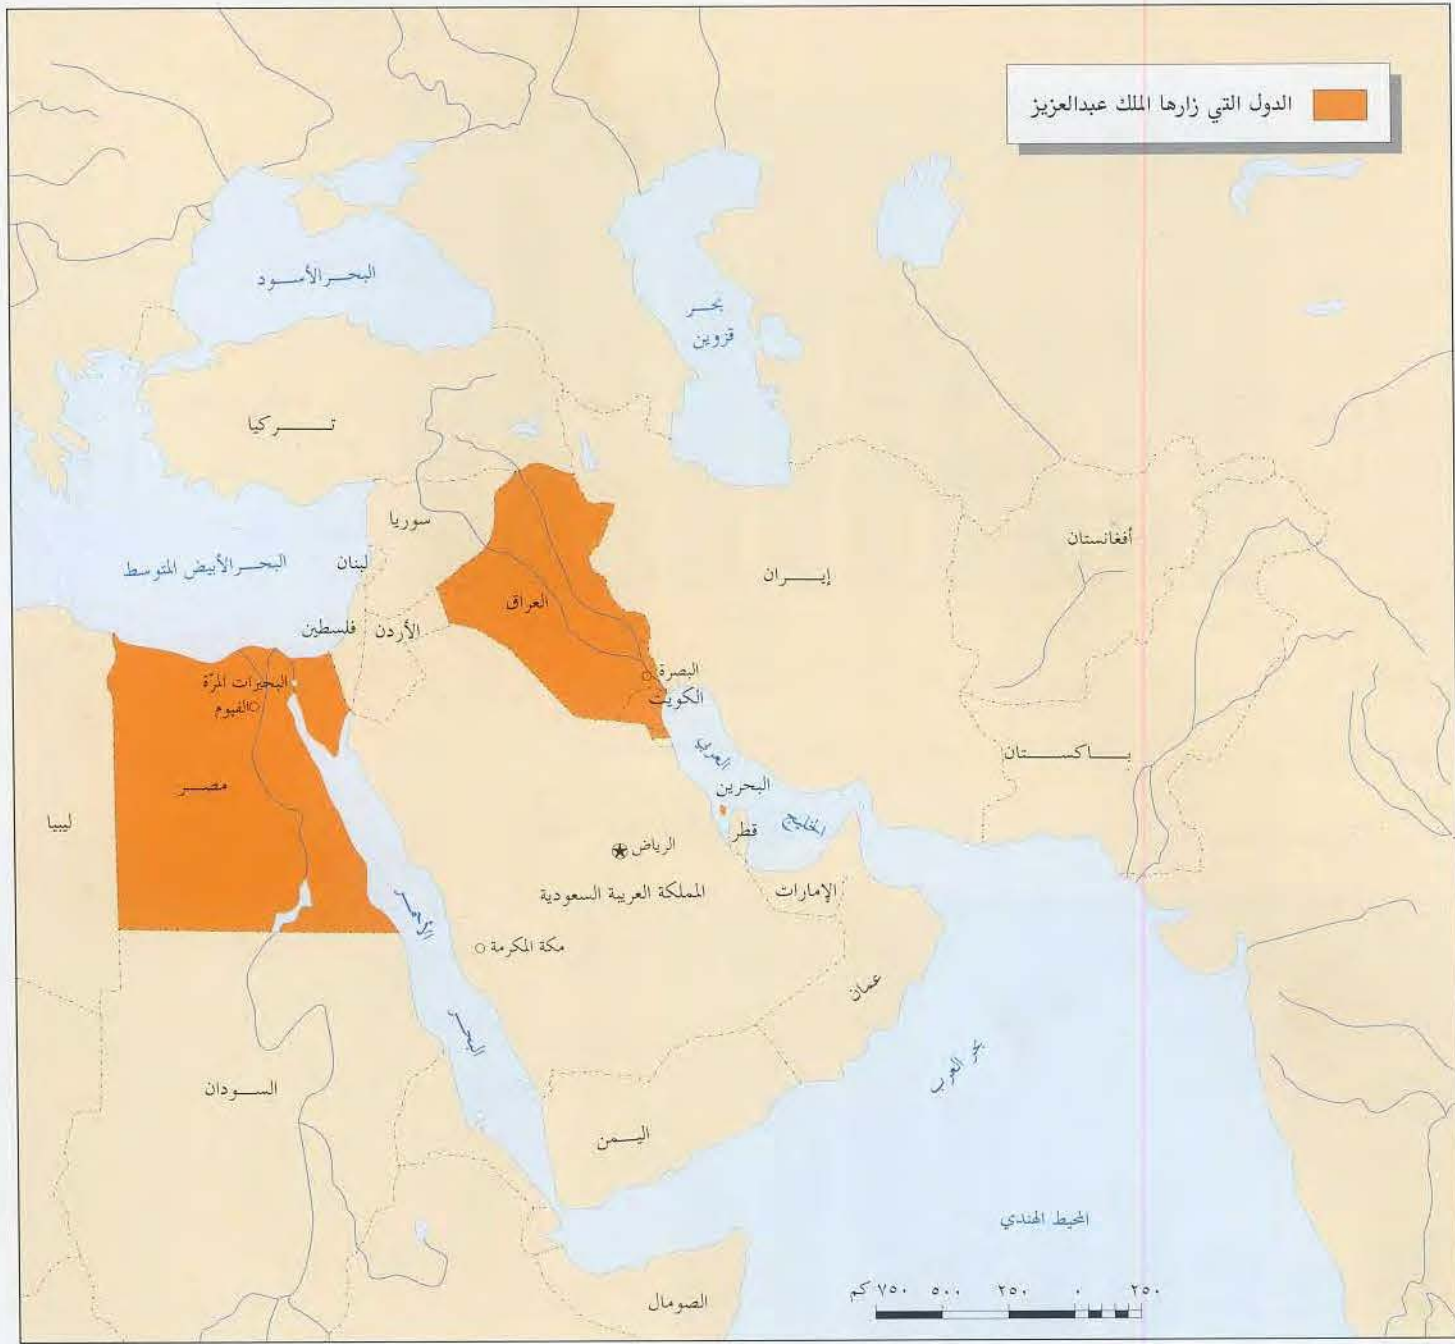 الدول التي زارها الملك عبدالعزيز
البحر الأسود
بحر
قزوين
تركيا
سوريا
أفغانستان
لبنان
البحر الأبيض المتوسط
إيران
العراق
فلسطين
الأردن
البصرة
الكويت
البحيرات المرّة
الفيوم
باكستان
العربي
الخليج
البحرين
مصر
ليبيا
قطر
الرياض
المملكة العربية السعودية
الإمارات
مكة المكرمة
البحر
الأحمر
عمان
بحر العرب
السودان
اليمن
المحيط الهندي
الصومال
٢٥٠ ٠ ٢٥٠ ٥٠٠ ٧٥٠ كم